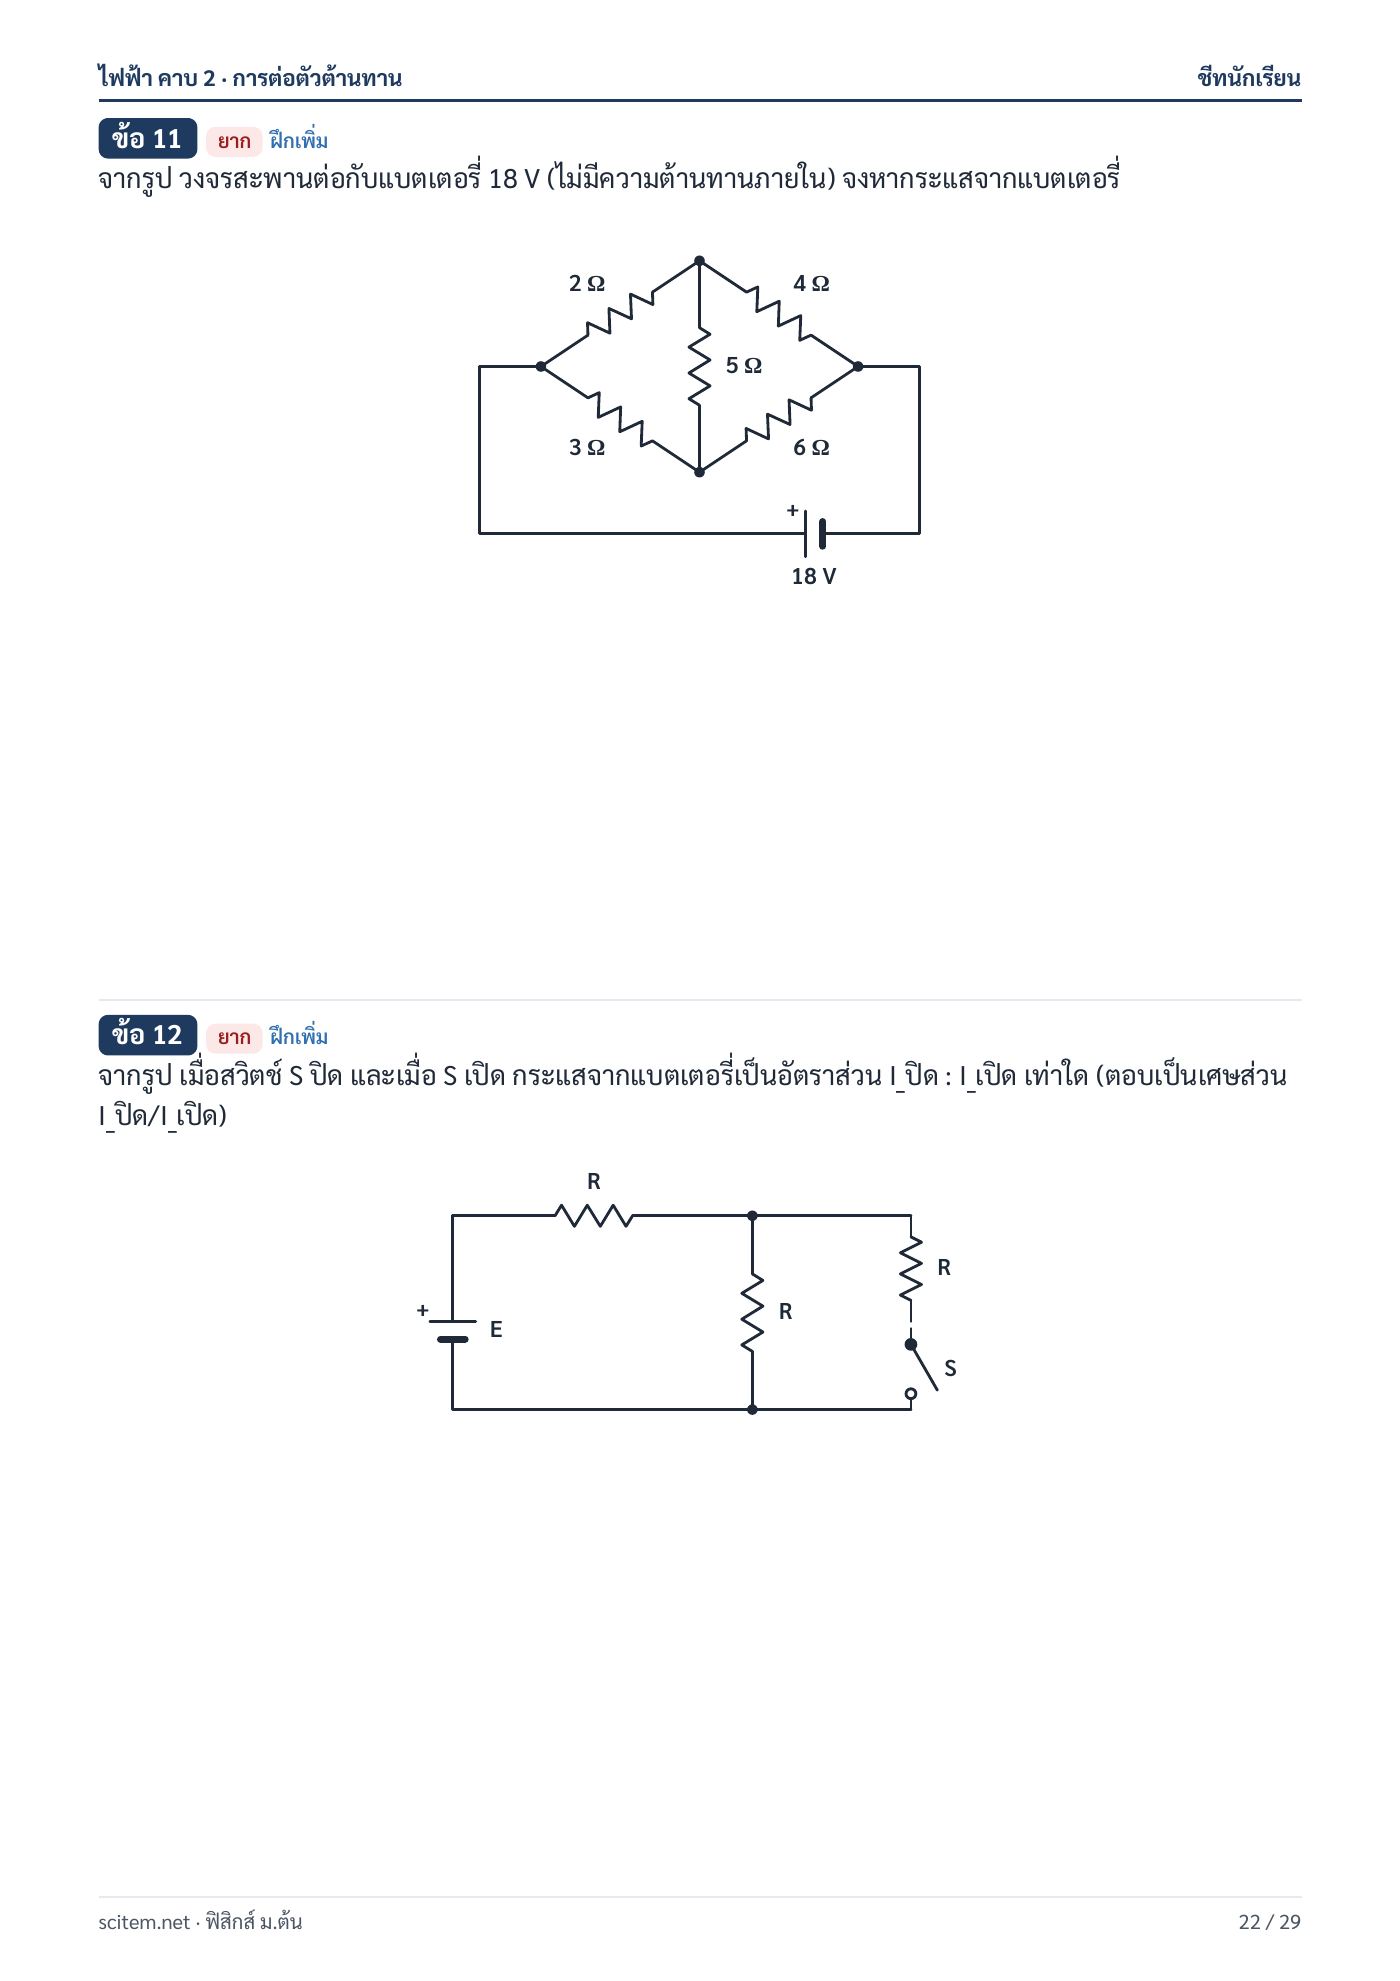 ไฟฟ้า คาบ 2 · การต่อตัวต้านทาน
ชีทนักเรียน
ข้อ 11 ยาก ฝึกเพิ่ม
จากรูป วงจรสะพานต่อกับแบตเตอรี่ 18 V (ไม่มีความต้านทานภายใน) จงหากระแสจากแบตเตอรี่
2 Ω
4 Ω
5 Ω
3 Ω
6 Ω
+
18 V
ข้อ 12 ยาก ฝึกเพิ่ม
จากรูป เมื่อสวิตช์ S ปิด และเมื่อ S เปิด กระแสจากแบตเตอรี่เป็นอัตราส่วน I_ปิด : I_เปิด เท่าใด (ตอบเป็นเศษส่วน
I_ปิด/I_เปิด)
R
R
+
E
R
S
scitem.net · ฟิสิกส์ ม.ต้น
22 / 29